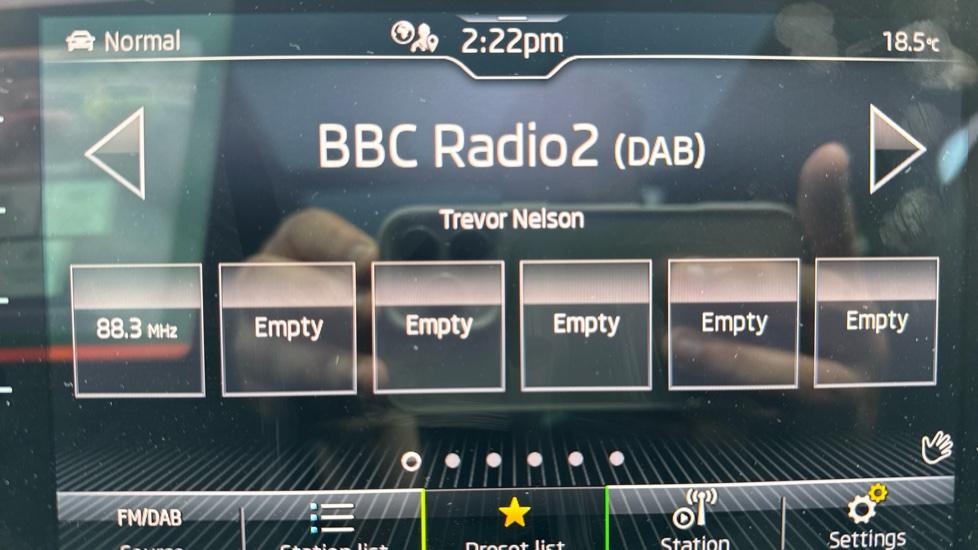 Normal 2:22pm 18.5°C
BBC Radio2 (DAB)
Trevor Nelson
88.3 MHz Empty Empty Empty Empty Empty
FM/DAB
Source Station list Preset list Station Settings